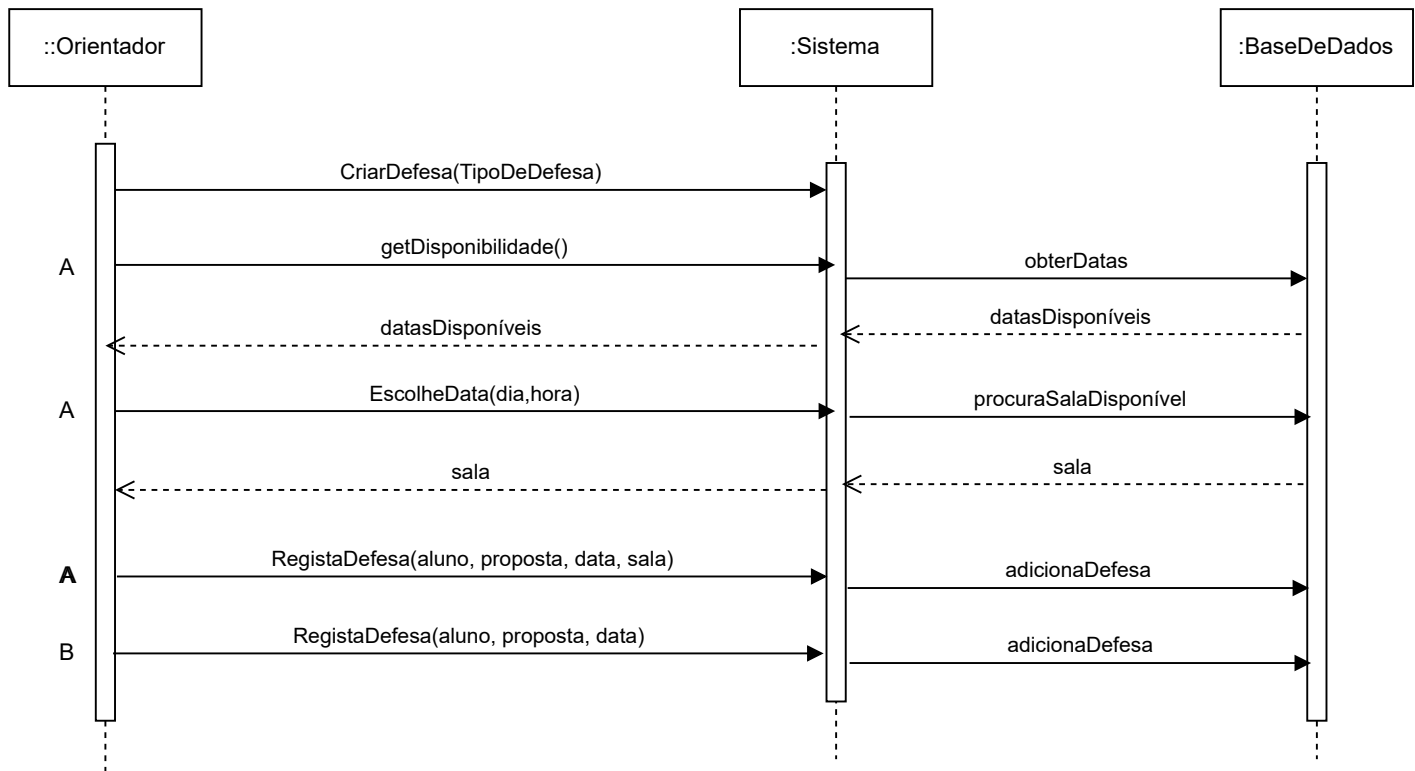 ::Orientador
:Sistema
:BaseDeDados
CriarDefesa(TipoDeDefesa)
getDisponibilidade()
A
obterDatas
datasDisponíveis
datasDisponíveis
EscolheData(dia,hora)
A
procuraSalaDisponível
sala
sala
RegistaDefesa(aluno, proposta, data, sala)
A
adicionaDefesa
RegistaDefesa(aluno, proposta, data)
B
adicionaDefesa